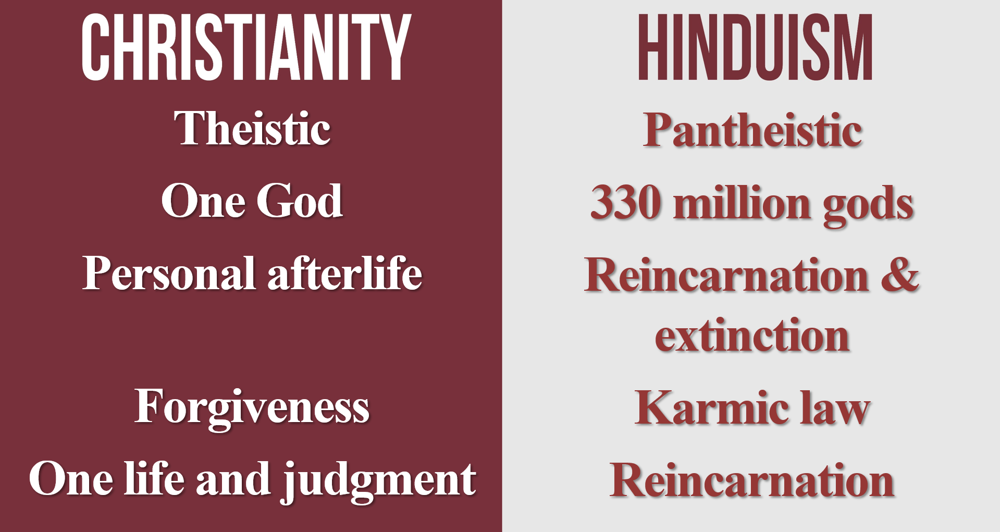 CHRISTIANITY
Theistic
One God
Personal afterlife
Forgiveness
One life and judgment
HINDUISM
Pantheistic
330 million gods
Reincarnation &
extinction
Karmic law
Reincarnation